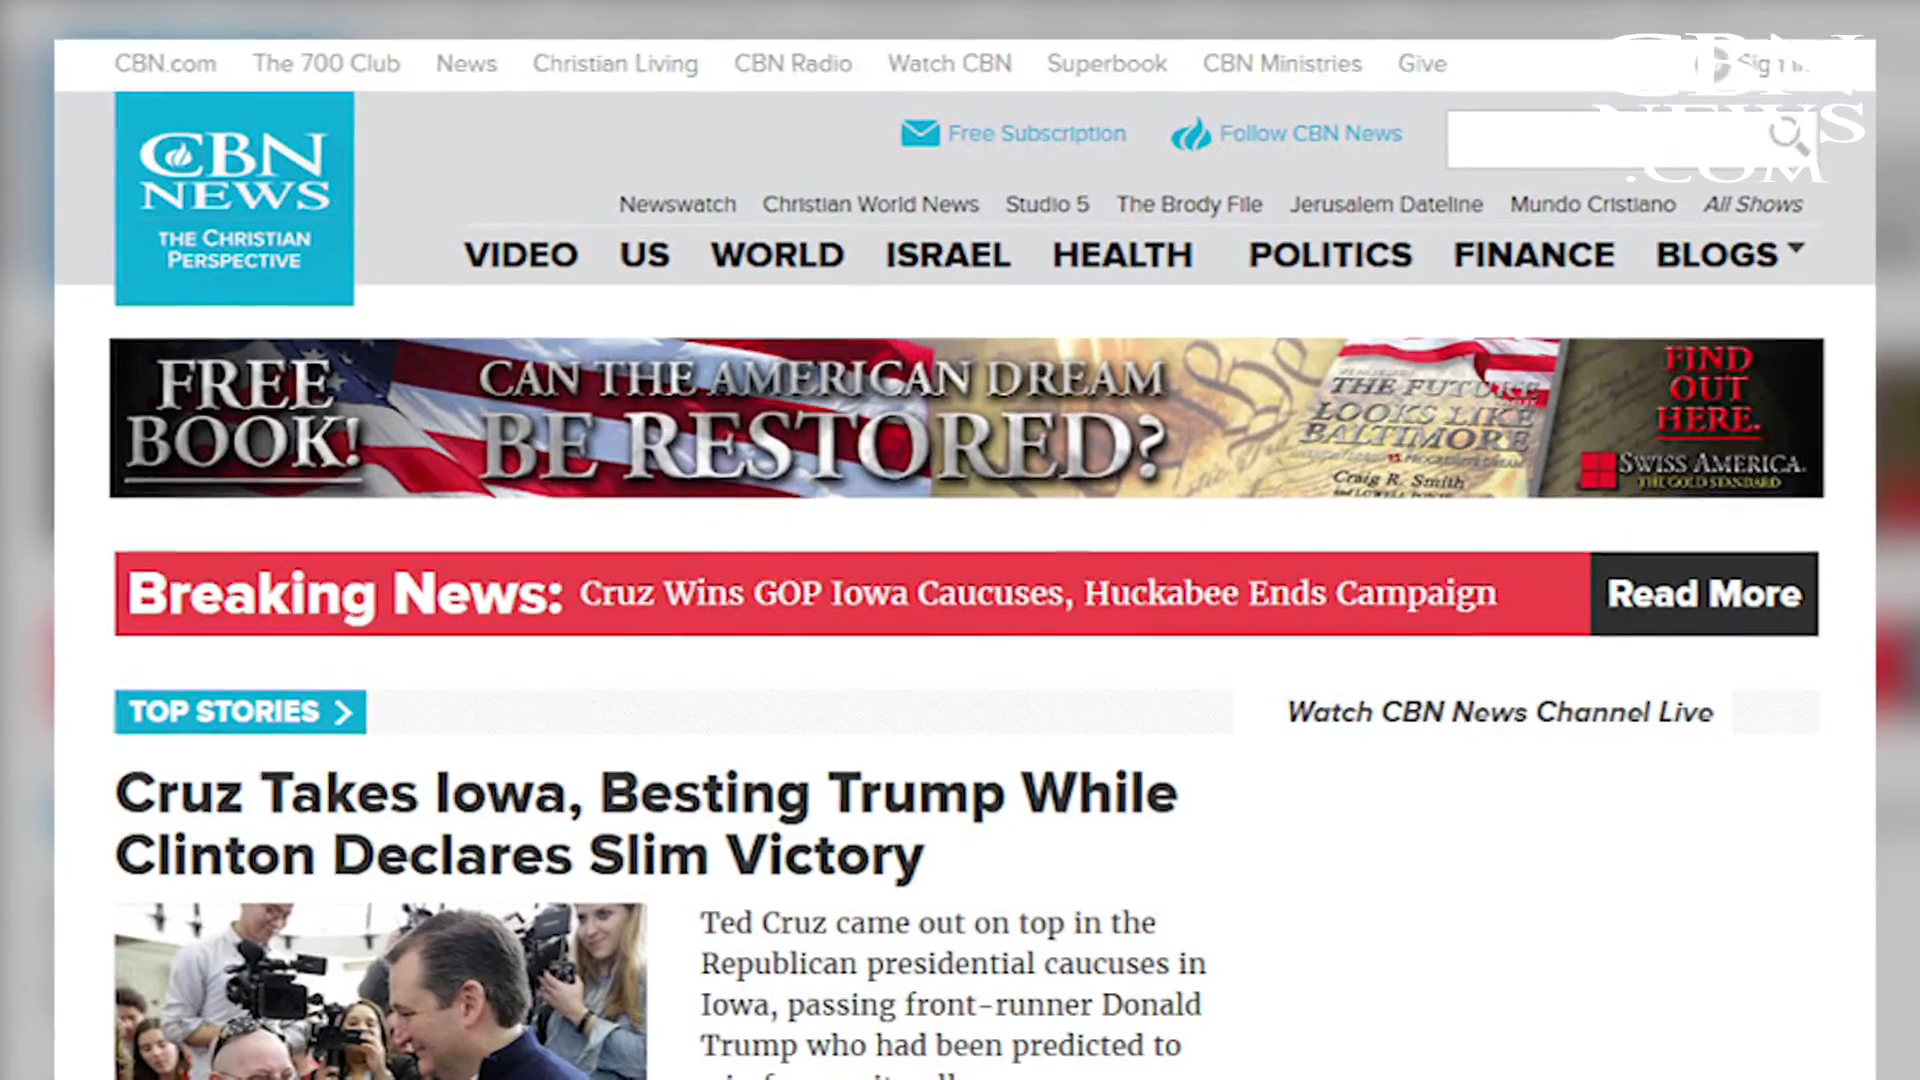 CBN.com The 700 Club News Christian Living CBN Radio Watch CBN Superbook CBN Ministries Give Sign In
CBN NEWS .COM
CBN
NEWS
THE CHRISTIAN
PERSPECTIVE
Free Subscription Follow CBN News
Newswatch Christian World News Studio 5 The Brody File Jerusalem Dateline Mundo Cristiano All Shows
VIDEO US WORLD ISRAEL HEALTH POLITICS FINANCE BLOGS
FREE
BOOK!
CAN THE AMERICAN DREAM
BE RESTORED?
THE FUTURE
LOOKS LIKE
BALTIMORE
Craig R. Smith
FIND
OUT
HERE.
SWISS AMERICA
THE GOLD STANDARD
Breaking News: Cruz Wins GOP Iowa Caucuses, Huckabee Ends Campaign Read More
TOP STORIES
Watch CBN News Channel Live
Cruz Takes Iowa, Besting Trump While
Clinton Declares Slim Victory
Ted Cruz came out on top in the
Republican presidential caucuses in
Iowa, passing front-runner Donald
Trump who had been predicted to